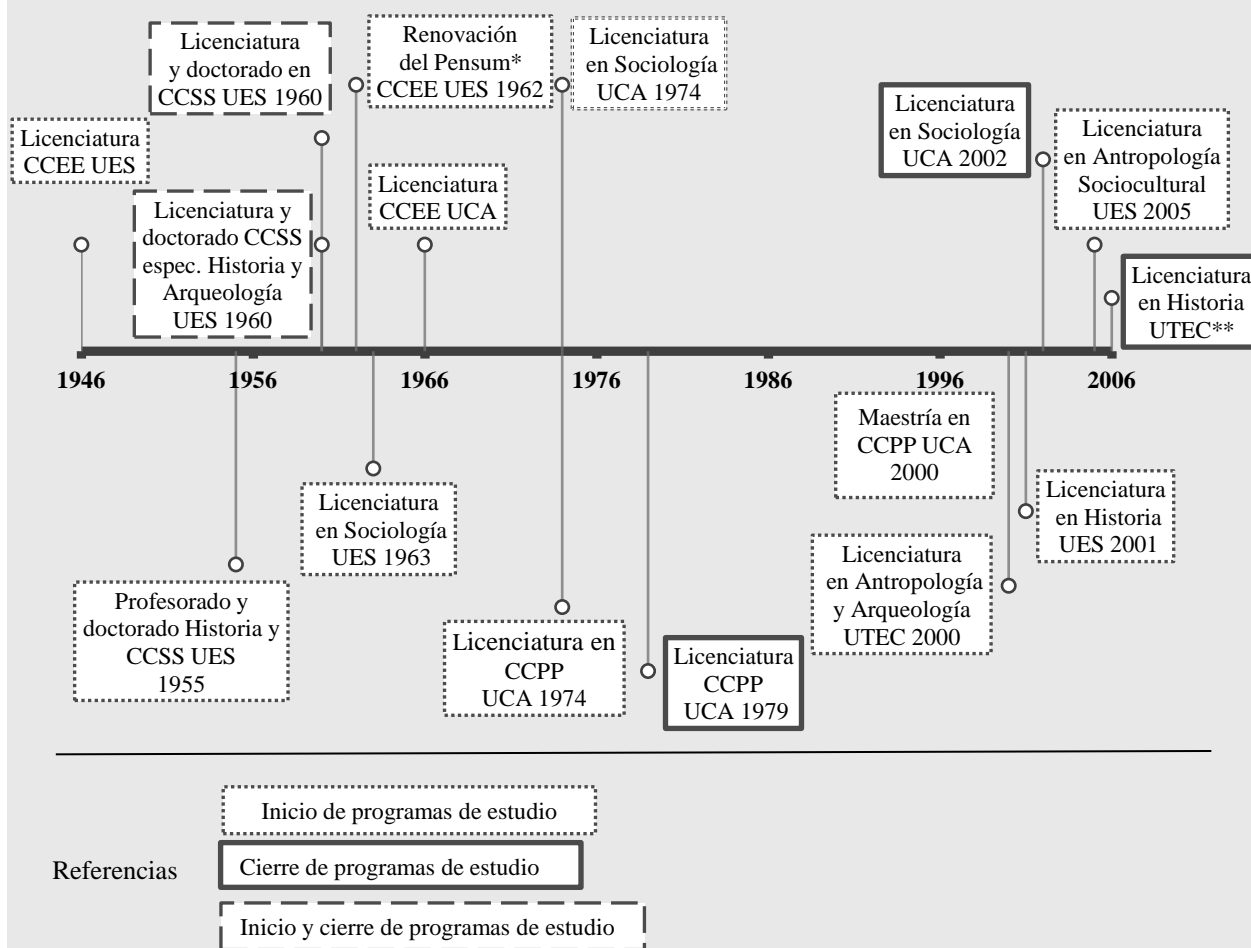 Licenciatura
y doctorado en
CCSS UES 1960
Renovación
del Pensum*
CCEE UES 1962
Licenciatura
en Sociología
UCA 1974
Licenciatura
en Sociología
UCA 2002
Licenciatura
en Antropología
Sociocultural
UES 2005
Licenciatura
CCEE UES
Licenciatura
CCEE UCA
Licenciatura y
doctorado CCSS
espec. Historia y
Arqueología
UES 1960
Licenciatura
en Historia
UTEC**
1946
1956
1966
1976
1986
1996
2006
Maestría en
CCPP UCA
2000
Licenciatura
en Sociología
UES 1963
Licenciatura
en Historia
UES 2001
Licenciatura
en Antropología
y Arqueología
UTEC 2000
Profesorado y
doctorado Historia y
CCSS UES
1955
Licenciatura en
CCPP
UCA 1974
Licenciatura
CCPP
UCA 1979
Referencias
Inicio de programas de estudio
Cierre de programas de estudio
Inicio y cierre de programas de estudio